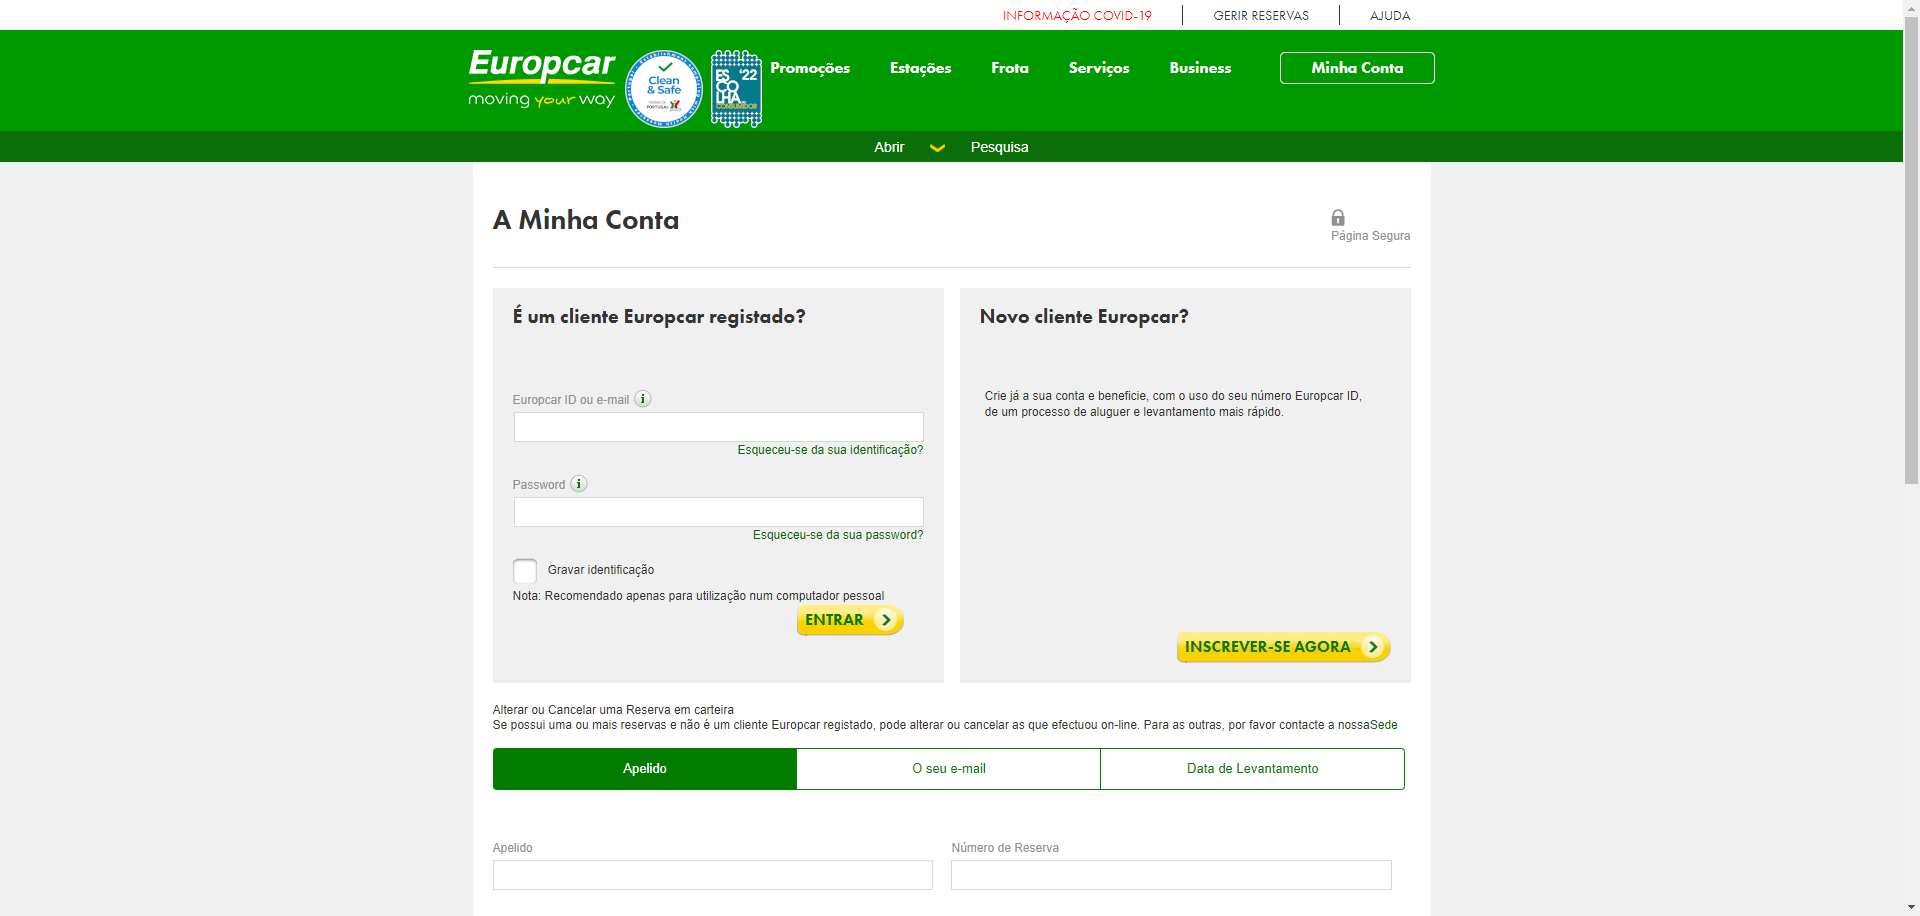 INFORMAÇÃO COVID-19
GERIR RESERVAS
AJUDA
Europcar
moving your way
Clean & Safe
PORTUGAL
ES CO LHA '22
CONSUMIDOR
Promoções
Estações
Frota
Serviços
Business
Minha Conta
Abrir
Pesquisa
A Minha Conta
Página Segura
É um cliente Europcar registado?
Europcar ID ou e-mail
Esqueceu-se da sua identificação?
Password
Esqueceu-se da sua password?
Gravar identificação
Nota: Recomendado apenas para utilização num computador pessoal
ENTRAR
Novo cliente Europcar?
Crie já a sua conta e beneficie, com o uso do seu número Europcar ID,
de um processo de aluguer e levantamento mais rápido.
INSCREVER-SE AGORA
Alterar ou Cancelar uma Reserva em carteira
Se possui uma ou mais reservas e não é um cliente Europcar registado, pode alterar ou cancelar as que efectuou on-line. Para as outras, por favor contacte a nossaSede
Apelido
O seu e-mail
Data de Levantamento
Apelido
Número de Reserva